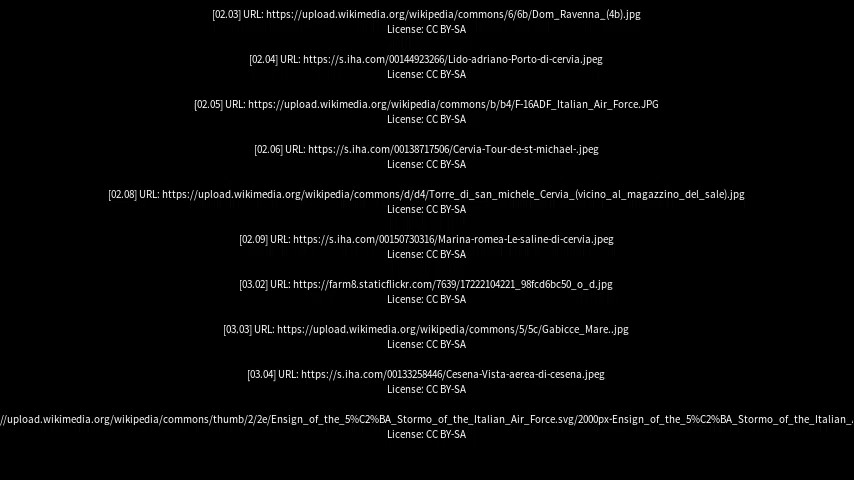 [02.03] URL: https://upload.wikimedia.org/wikipedia/commons/6/6b/Dom_Ravenna_(4b).jpg
License: CC BY-SA
[02.04] URL: https://s.iha.com/00144923266/Lido-adriano-Porto-di-cervia.jpeg
License: CC BY-SA
[02.05] URL: https://upload.wikimedia.org/wikipedia/commons/b/b4/F-16ADF_Italian_Air_Force.JPG
License: CC BY-SA
[02.06] URL: https://s.iha.com/00138717506/Cervia-Tour-de-st-michael-.jpeg
License: CC BY-SA
[02.08] URL: https://upload.wikimedia.org/wikipedia/commons/d/d4/Torre_di_san_michele_Cervia_(vicino_al_magazzino_del_sale).jpg
License: CC BY-SA
[02.09] URL: https://s.iha.com/00150730316/Marina-romea-Le-saline-di-cervia.jpeg
License: CC BY-SA
[03.02] URL: https://farm8.staticflickr.com/7639/17222104221_98fcd6bc50_o_d.jpg
License: CC BY-SA
[03.03] URL: https://upload.wikimedia.org/wikipedia/commons/5/5c/Gabicce_Mare..jpg
License: CC BY-SA
[03.04] URL: https://s.iha.com/00133258446/Cesena-Vista-aerea-di-cesena.jpeg
License: CC BY-SA
//upload.wikimedia.org/wikipedia/commons/thumb/2/2e/Ensign_of_the_5%C2%BA_Stormo_of_the_Italian_Air_Force.svg/2000px-Ensign_of_the_5%C2%BA_Stormo_of_the_Italian_
License: CC BY-SA